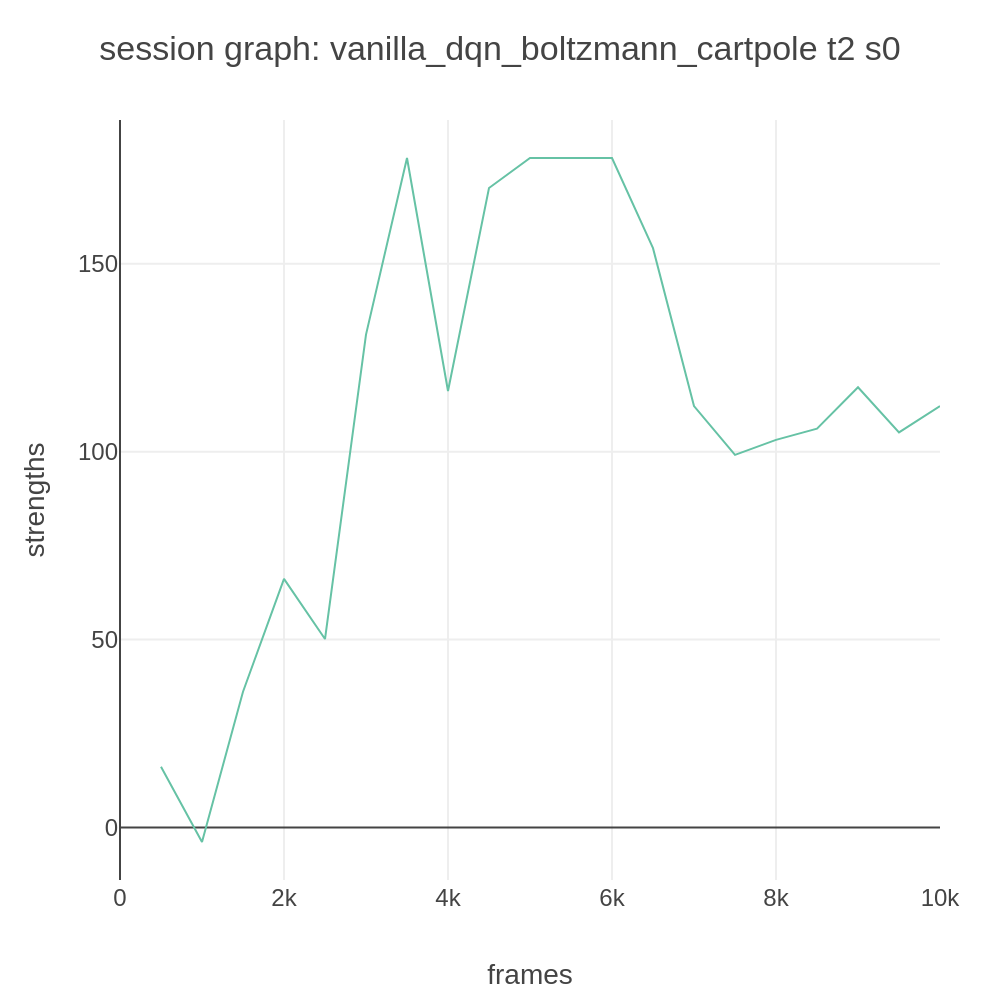 session graph: vanilla_dqn_boltzmann_cartpole t2 s0
strengths
150
100
50
0
0 2k 4k 6k 8k 10k
frames